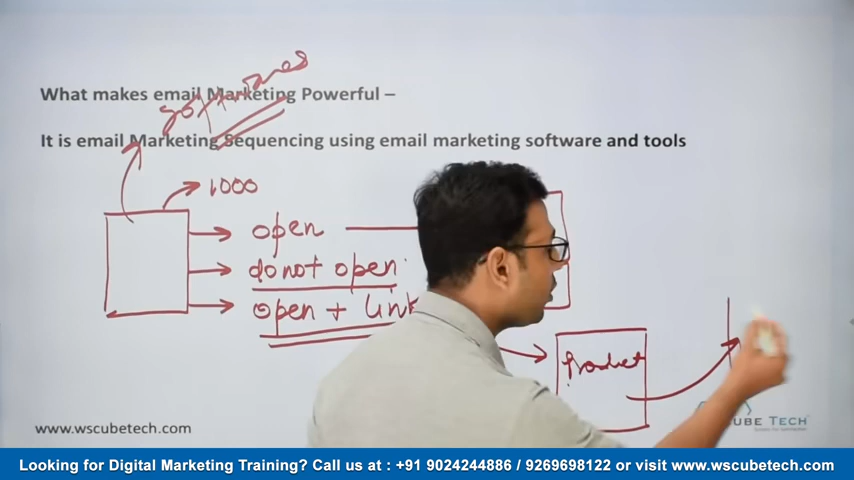 What makes email Marketing Powerful –
softwares
It is email Marketing Sequencing using email marketing software and tools
1000
open
do not open
open + Link
Product
www.wscubetech.com
CUBE TECH
Looking for Digital Marketing Training? Call us at : +91 9024244886 / 9269698122 or visit www.wscubetech.com